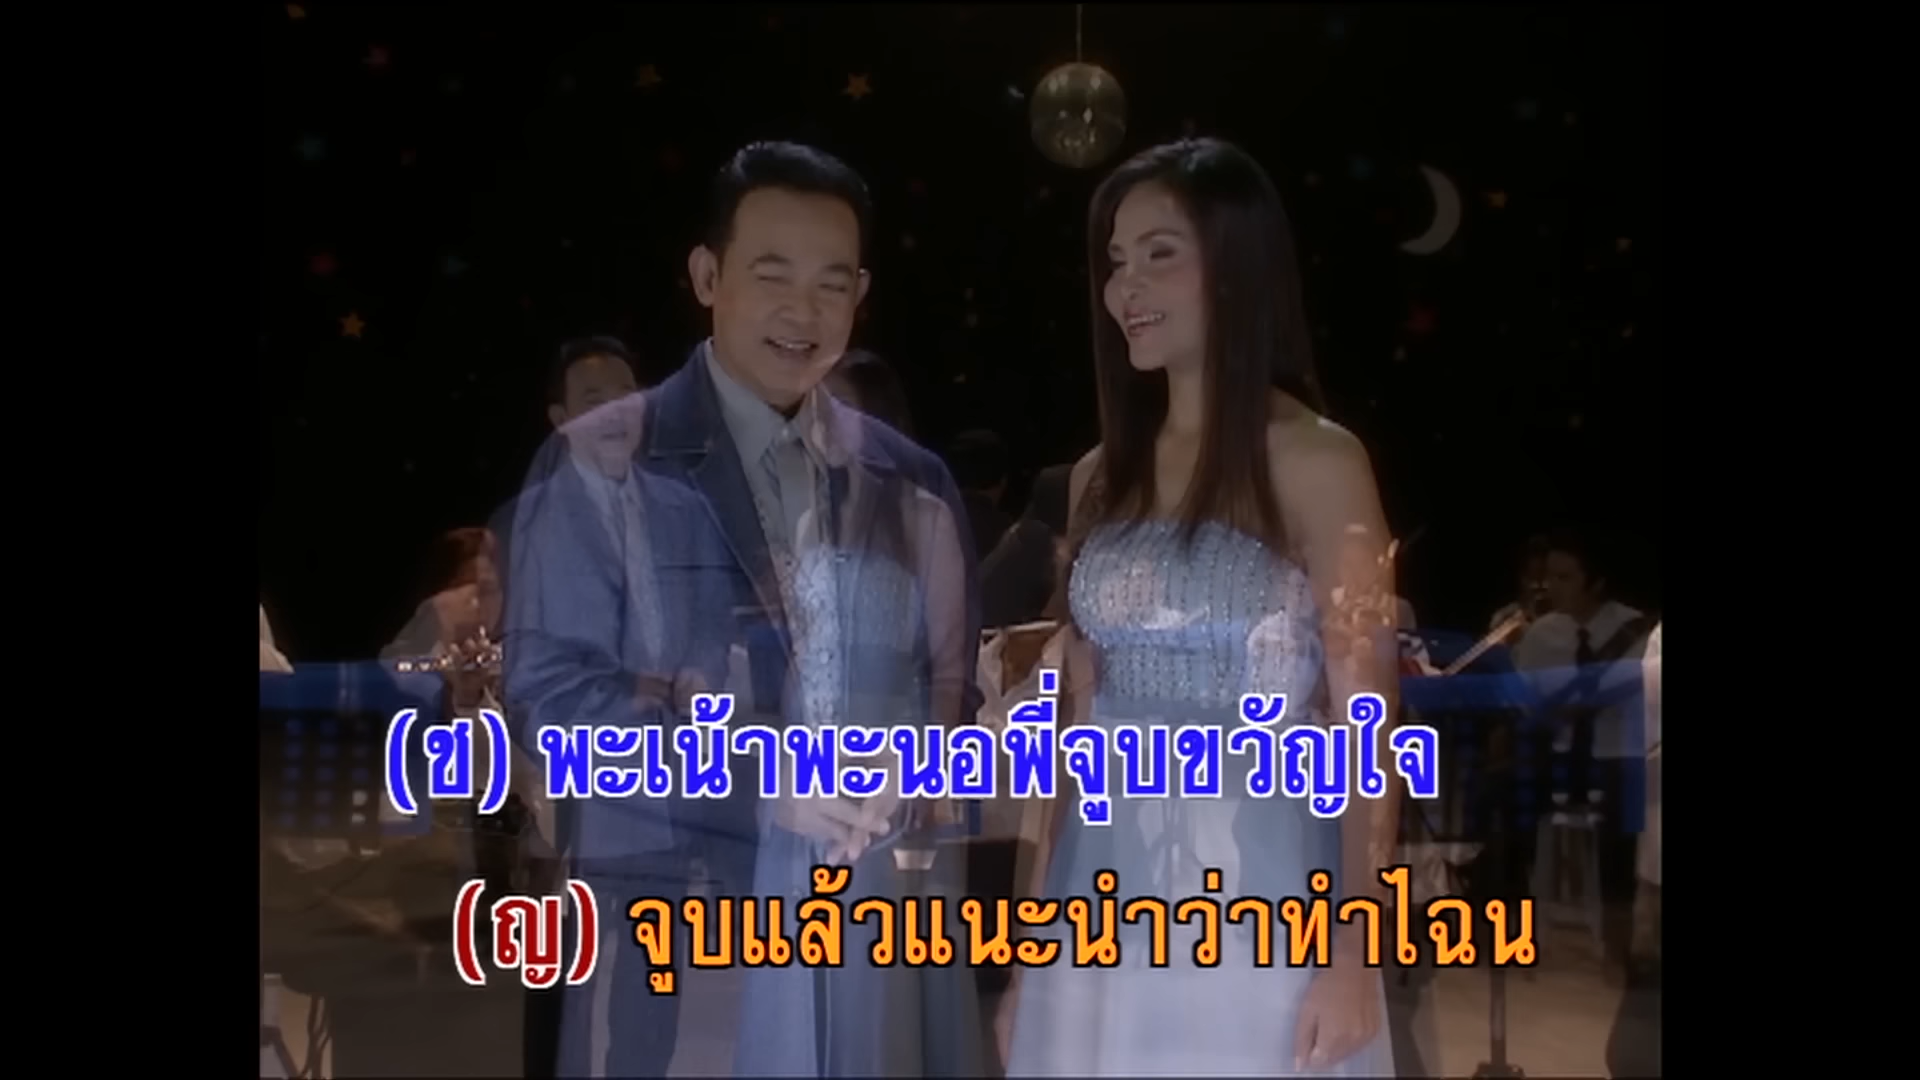 (ช) พะเน้าพะนอพี่จูบขวัญใจ
(ญ) จูบแล้วแนะนำว่าทำไฉน